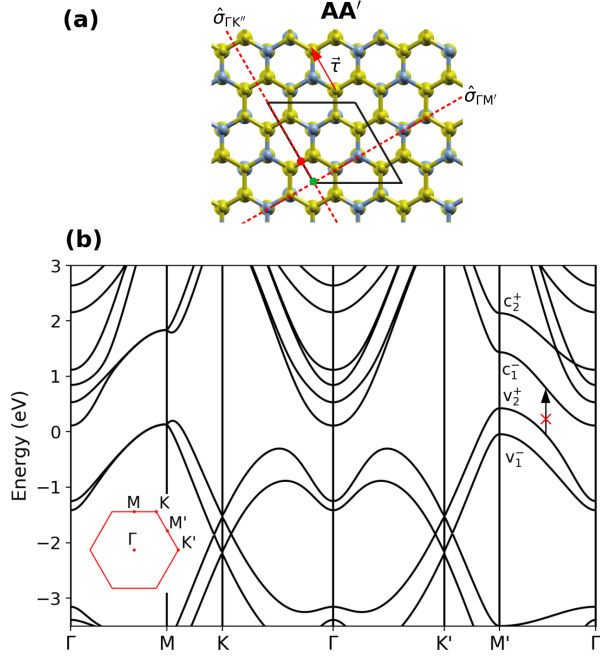 (a)
AA′
σ̂ΓK″
τ⃗
σ̂ΓM′
(b)
3
2
1
0
−1
−2
−3
Energy (eV)
c₂⁺
c₁⁻
v₂⁺
v₁⁻
M K
M'
Γ K'
Γ M K Γ K' M' Γ